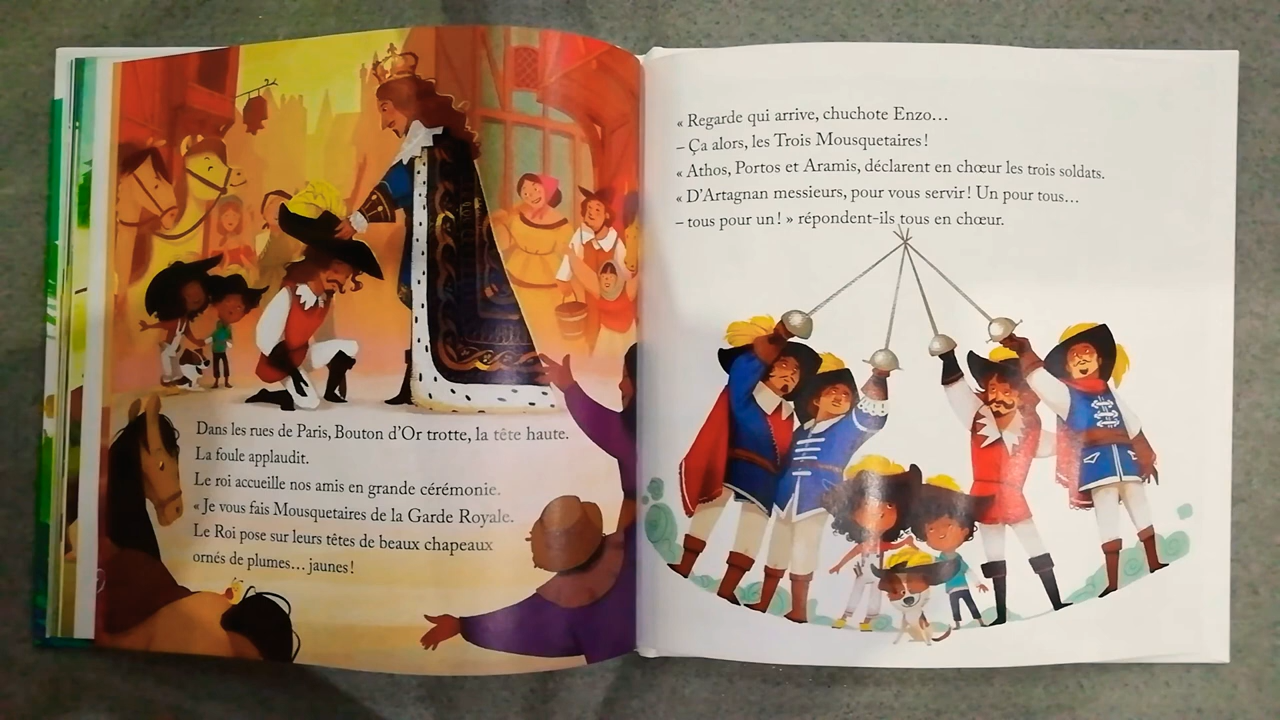 Dans les rues de Paris, Bouton d'Or trotte, la tête haute.
La foule applaudit.
Le roi accueille nos amis en grande cérémonie.
« Je vous fais Mousquetaires de la Garde Royale.
Le Roi pose sur leurs têtes de beaux chapeaux
ornés de plumes… jaunes !
« Regarde qui arrive, chuchote Enzo…
– Ça alors, les Trois Mousquetaires !
« Athos, Portos et Aramis, déclarent en chœur les trois soldats.
« D'Artagnan messieurs, pour vous servir ! Un pour tous…
– tous pour un ! » répondent-ils tous en chœur.